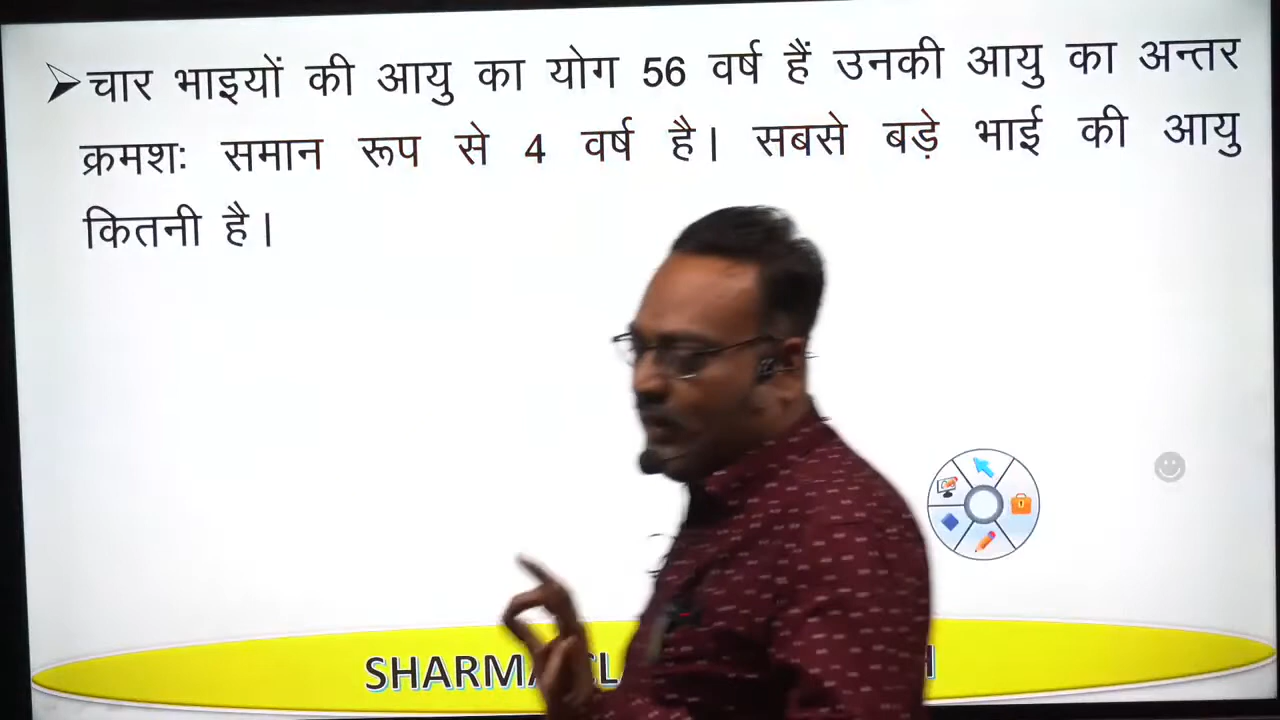 ➢चार भाइयों की आयु का योग 56 वर्ष हैं उनकी आयु का अन्तर
क्रमशः समान रूप से 4 वर्ष है। सबसे बड़े भाई की आयु
कितनी है।
SHARMA